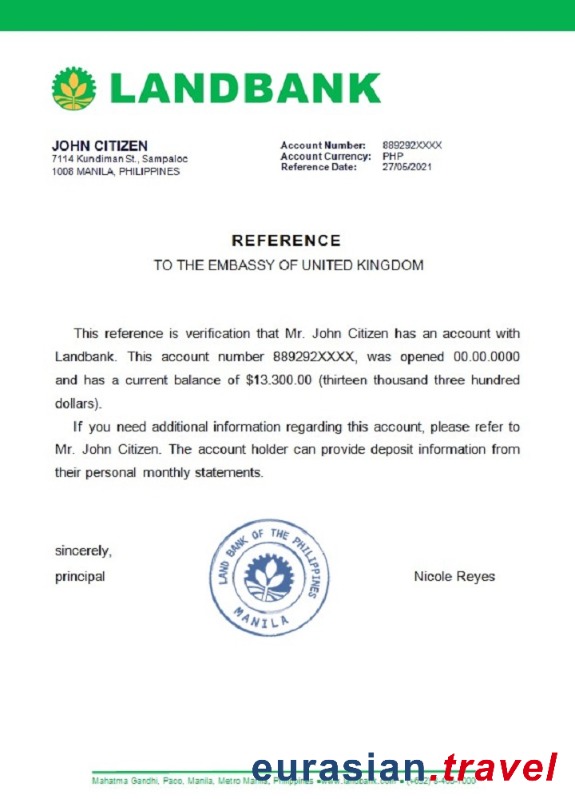 LANDBANK
JOHN CITIZEN
7114 Kundiman St., Sampaloc
1008 MANILA, PHILIPPINES
Account Number: 889292XXXX
Account Currency: PHP
Reference Date: 27/05/2021
REFERENCE
TO THE EMBASSY OF UNITED KINGDOM
This reference is verification that Mr. John Citizen has an account with
Landbank. This account number 889292XXXX, was opened 00.00.0000
and has a current balance of $13.300.00 (thirteen thousand three hundred
dollars).
If you need additional information regarding this account, please refer to
Mr. John Citizen. The account holder can provide deposit information from
their personal monthly statements.
sincerely,
principal
LAND BANK OF THE PHILIPPINES
MANILA
Nicole Reyes
Mahatma Gandhi, Paco, Manila, Metro Manila, Philippines
eurasian.travel